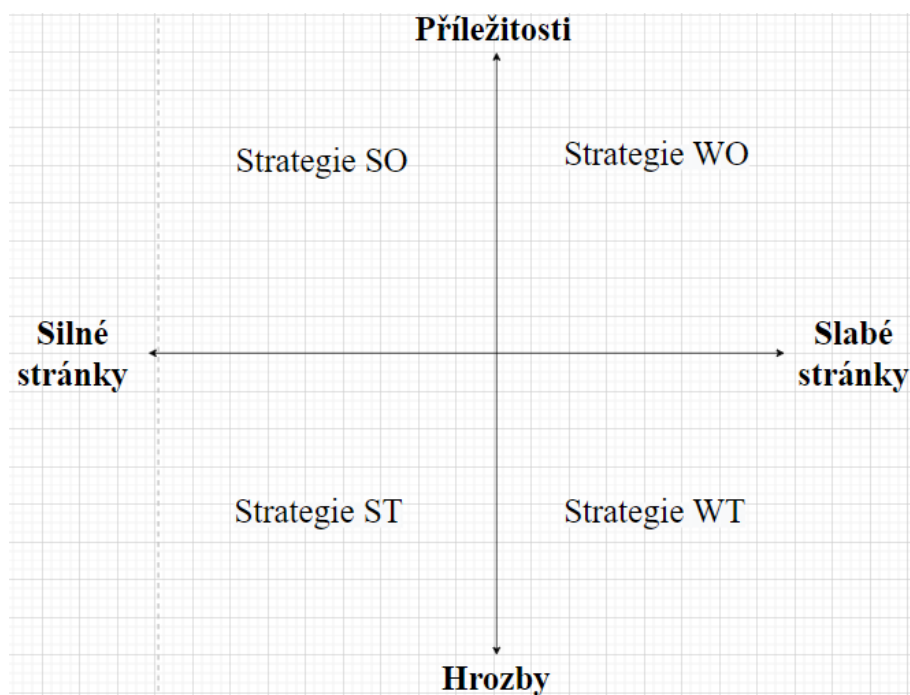 Příležitosti
Strategie SO
Strategie WO
Silné
stránky
Slabé
stránky
Strategie ST
Strategie WT
Hrozby